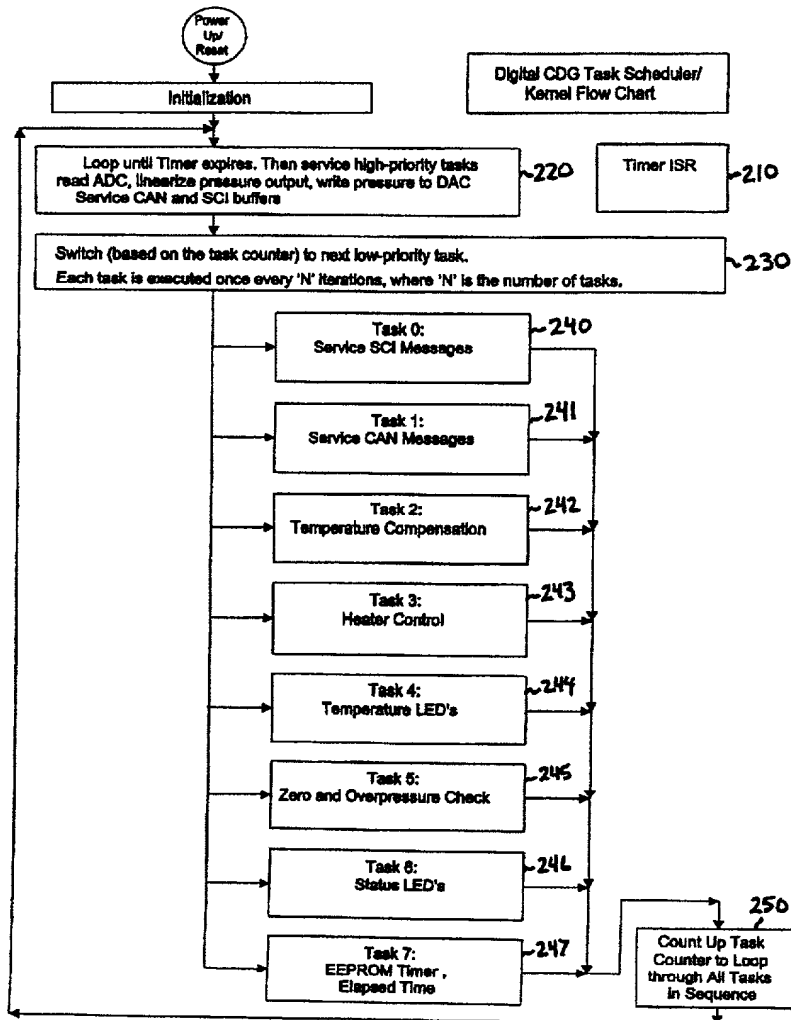 Power
Up/
Reset
Initialization
Digital CDG Task Scheduler/
Kernel Flow Chart
Loop until Timer expires. Then service high-priority tasks
read ADC, linearize pressure output, write pressure to DAC
Service CAN and SCI buffers
220
Timer ISR
210
Switch (based on the task counter) to next low-priority task.
Each task is executed once every 'N' iterations, where 'N' is the number of tasks.
230
Task 0:
Service SCI Messages
240
Task 1:
Service CAN Messages
241
Task 2:
Temperature Compensation
242
Task 3:
Heater Control
243
Task 4:
Temperature LED's
244
Task 5:
Zero and Overpressure Check
245
Task 6:
Status LED's
246
Task 7:
EEPROM Timer ,
Elapsed Time
247
250
Count Up Task
Counter to Loop
through All Tasks
in Sequence